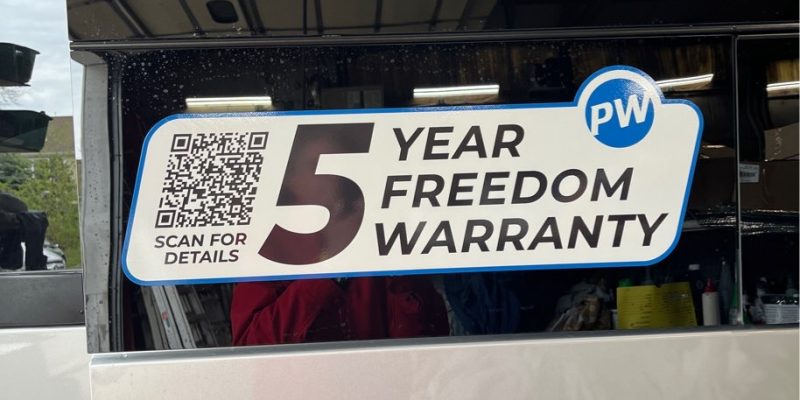 PW
5 YEAR
FREEDOM
WARRANTY
SCAN FOR
DETAILS